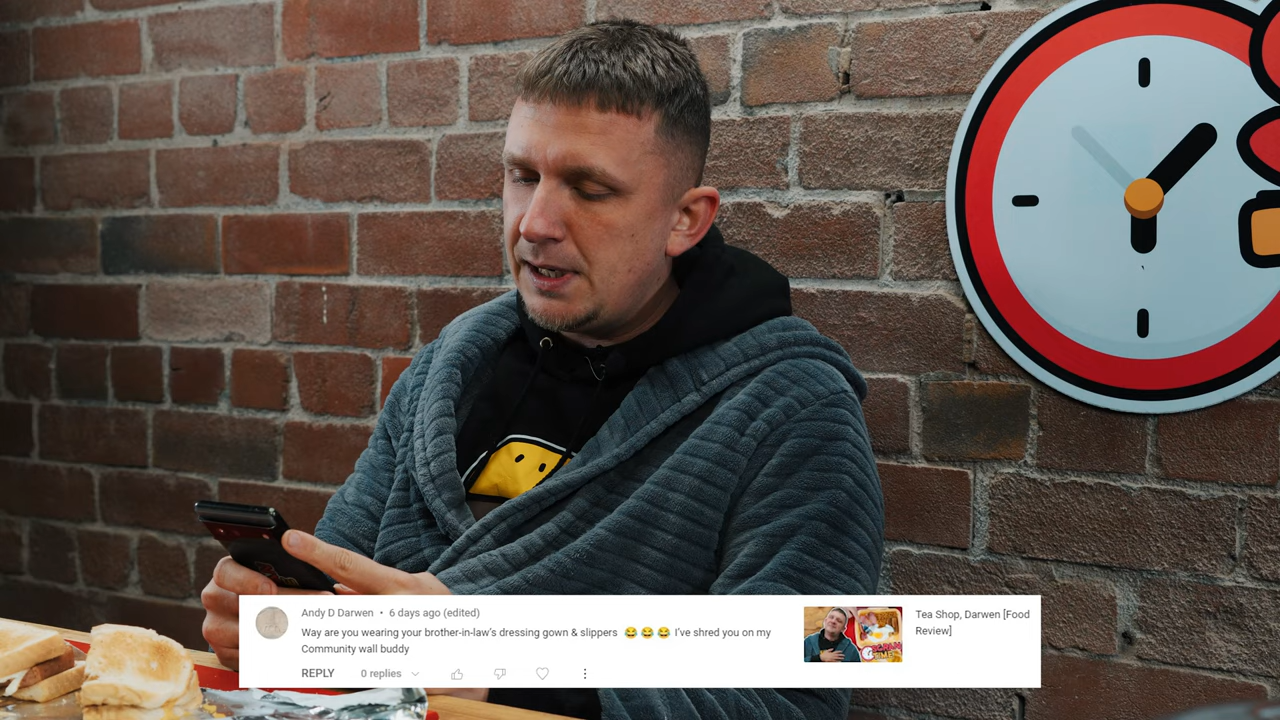 Andy D Darwen • 6 days ago (edited)
Way are you wearing your brother-in-law's dressing gown & slippers 😂 😂 😂 I've shred you on my
Community wall buddy
REPLY 0 replies
Tea Shop, Darwen [Food
Review]